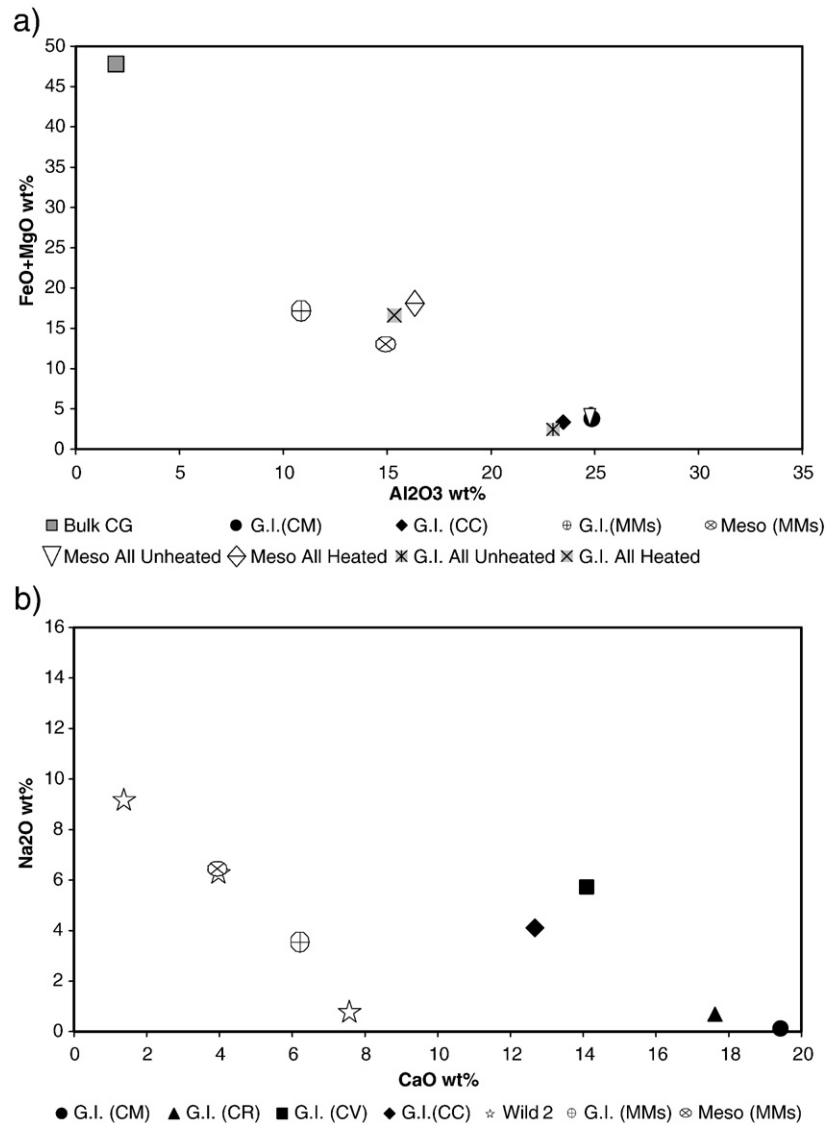 a)
50
45
40
35
30
25
20
15
10
5
0
FeO+MgO wt%
0 5 10 15 20 25 30 35
Al2O3 wt%
Bulk CG G.I.(CM) G.I. (CC) G.I.(MMs) Meso (MMs)
Meso All Unheated Meso All Heated G.I. All Unheated G.I. All Heated
b)
16
14
12
10
8
6
4
2
0
Na2O wt%
0 2 4 6 8 10 12 14 16 18 20
CaO wt%
G.I. (CM) G.I. (CR) G.I. (CV) G.I.(CC) Wild 2 G.I. (MMs) Meso (MMs)